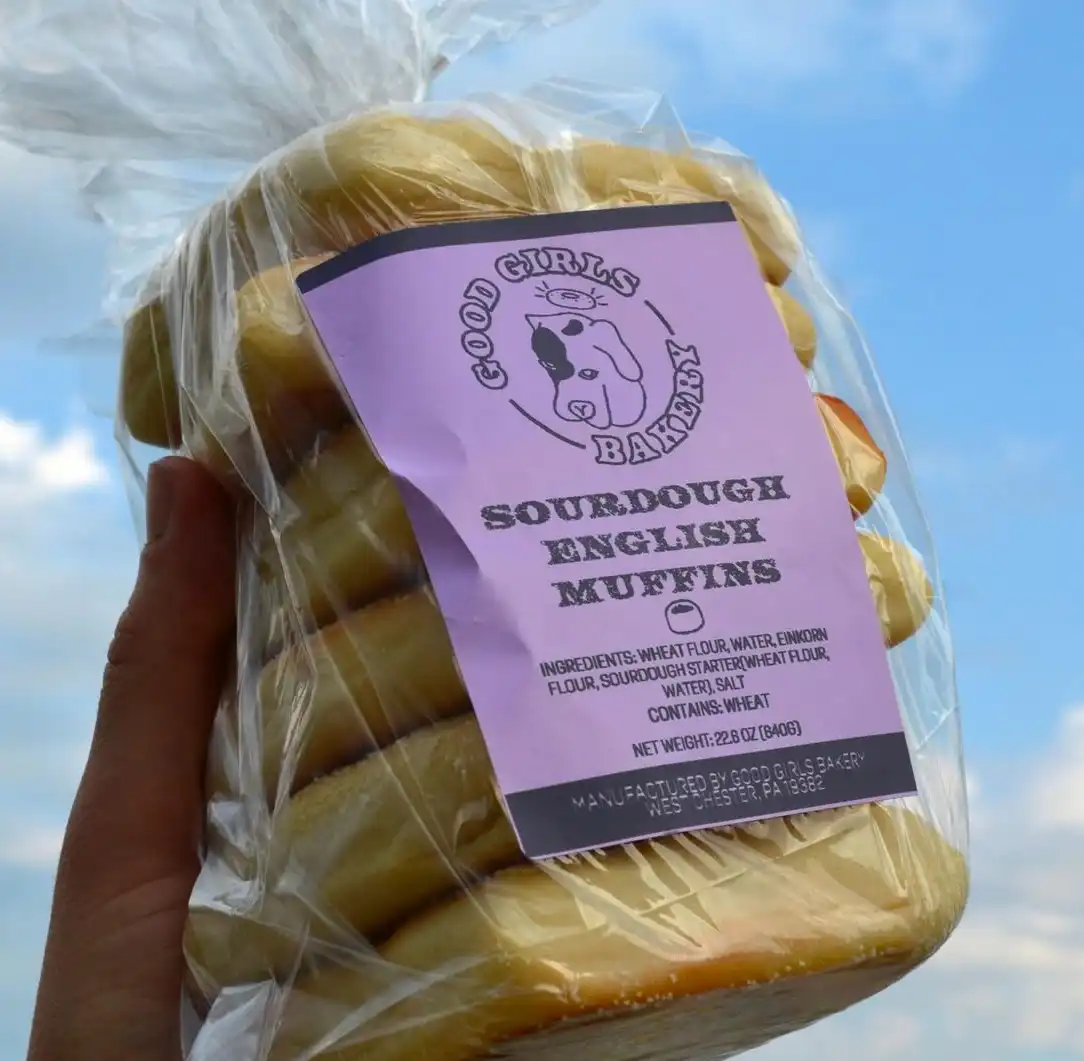 GOOD GIRLS
BAKERY
SOURDOUGH
ENGLISH
MUFFINS
INGREDIENTS: WHEAT FLOUR, WATER, EINKORN
FLOUR, SOURDOUGH STARTER(WHEAT FLOUR,
WATER), SALT
CONTAINS: WHEAT
NET WEIGHT: 22.6 OZ (640G)
MANUFACTURED BY GOOD GIRLS BAKERY
WEST CHESTER, PA 19382